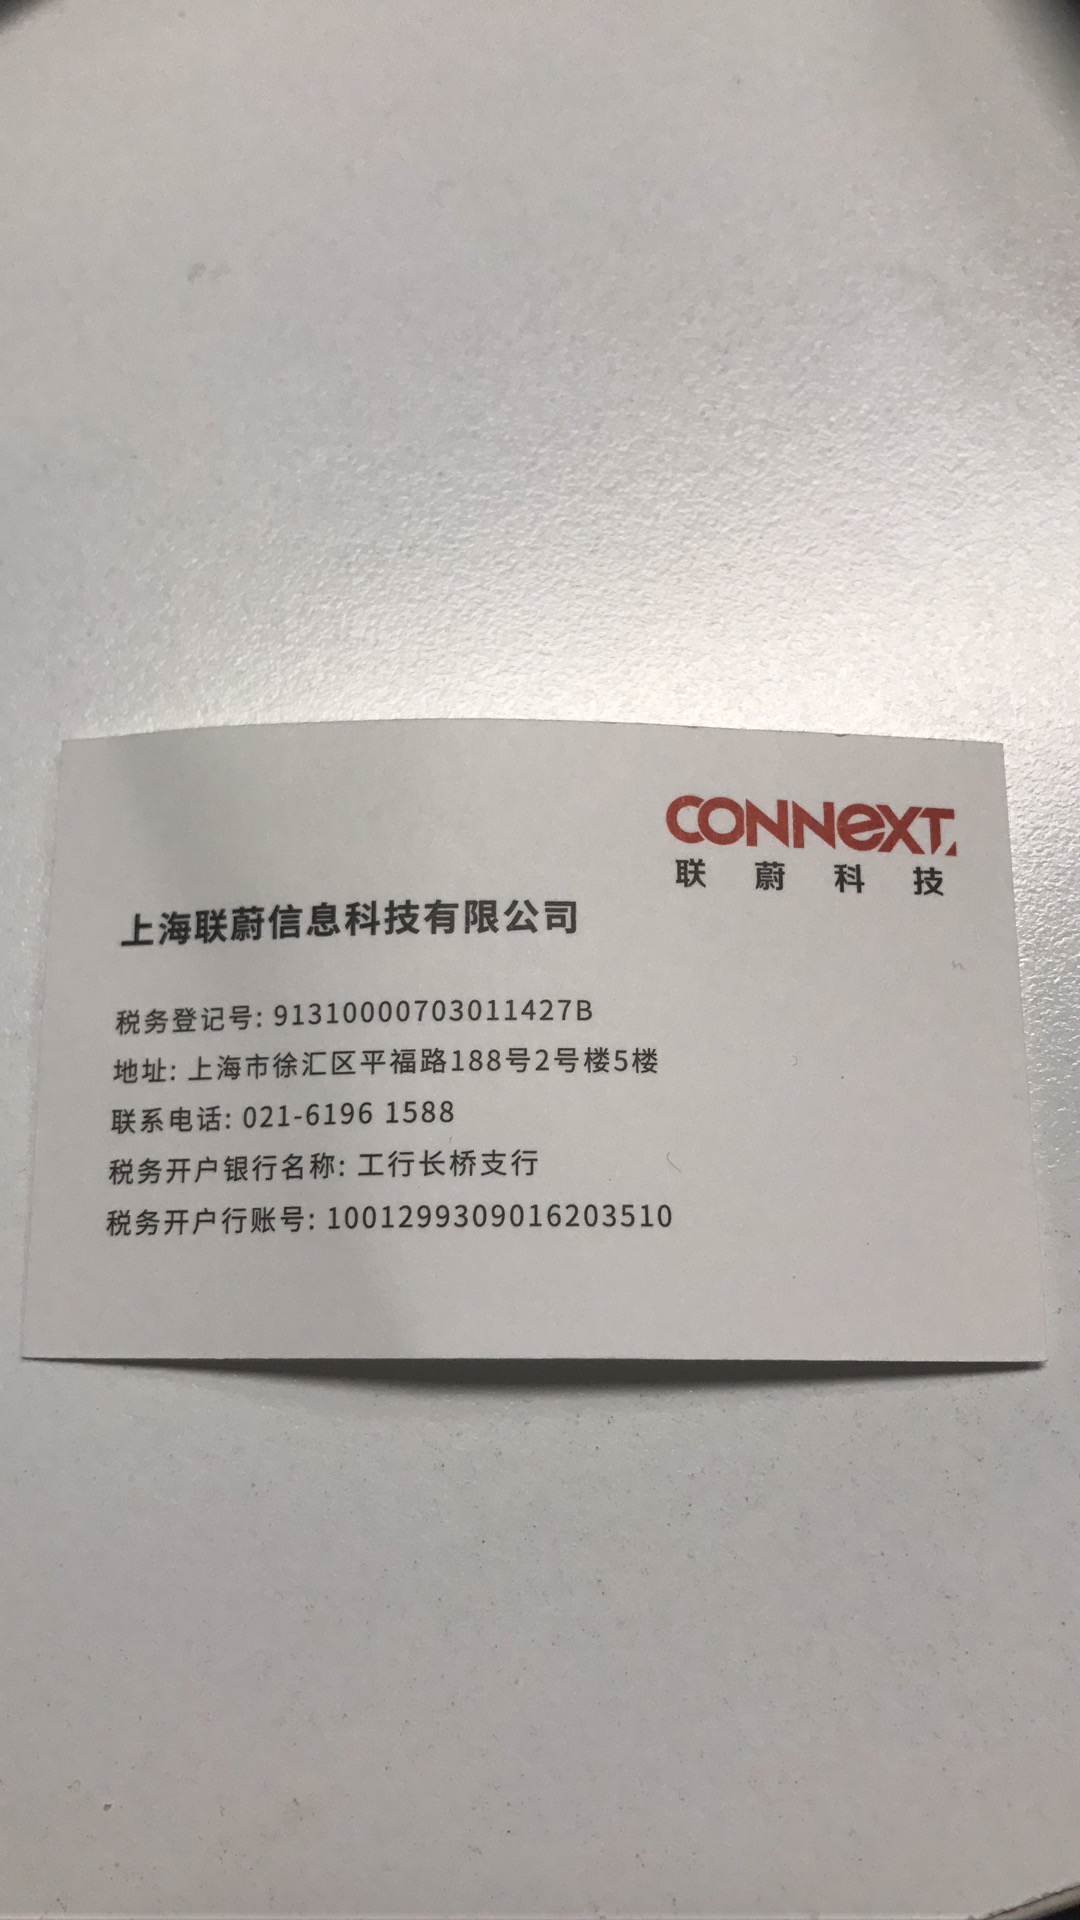 CONNEXT
联蔚科技
上海联蔚信息科技有限公司
税务登记号: 91310000703011427B
地址: 上海市徐汇区平福路188号2号楼5楼
联系电话: 021-6196 1588
税务开户银行名称: 工行长桥支行
税务开户行账号: 1001299309016203510